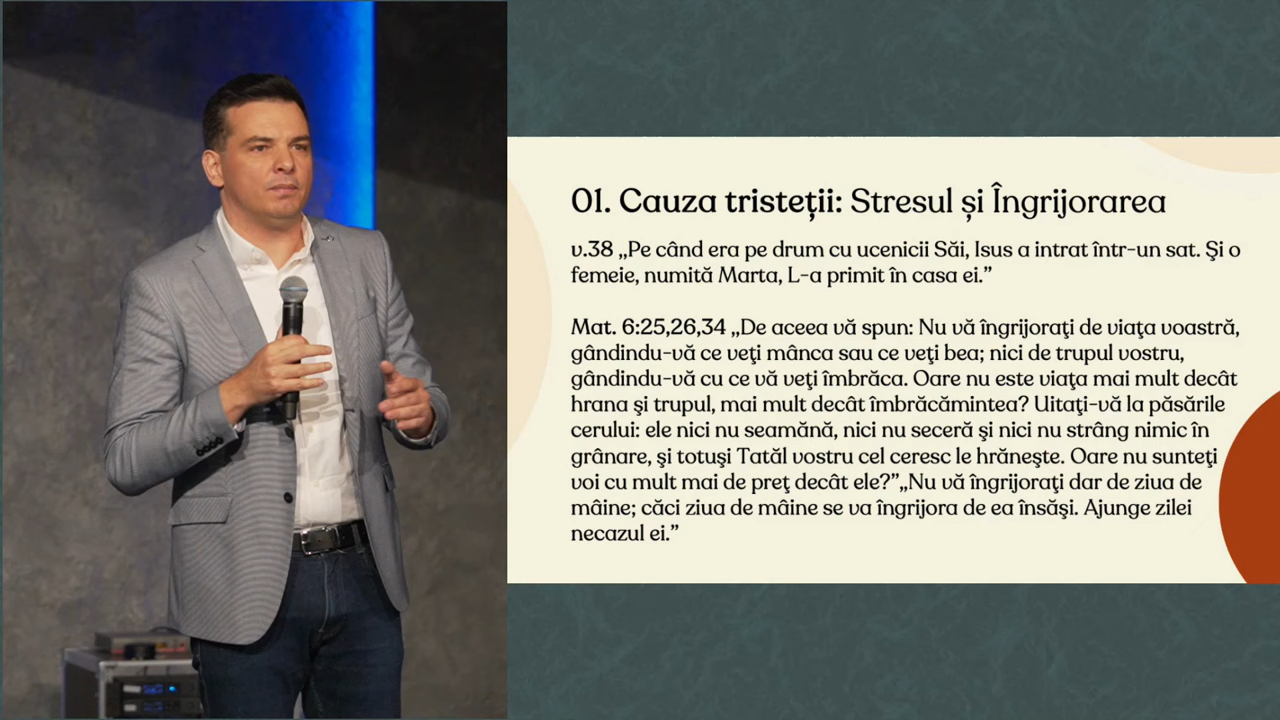 01. Cauza tristeții: Stresul și Îngrijorarea
v.38 „Pe când era pe drum cu ucenicii Săi, Isus a intrat într-un sat. Şi o
femeie, numită Marta, L-a primit în casa ei.”
Mat. 6:25,26,34 „De aceea vă spun: Nu vă îngrijoraţi de viaţa voastră,
gândindu-vă ce veţi mânca sau ce veţi bea; nici de trupul vostru,
gândindu-vă cu ce vă veţi îmbrăca. Oare nu este viaţa mai mult decât
hrana şi trupul, mai mult decât îmbrăcămintea? Uitaţi-vă la păsările
cerului: ele nici nu seamănă, nici nu seceră şi nici nu strâng nimic în
grânare, şi totuşi Tatăl vostru cel ceresc le hrăneşte. Oare nu sunteţi
voi cu mult mai de preţ decât ele?”„Nu vă îngrijoraţi dar de ziua de
mâine; căci ziua de mâine se va îngrijora de ea însăşi. Ajunge zilei
necazul ei.”